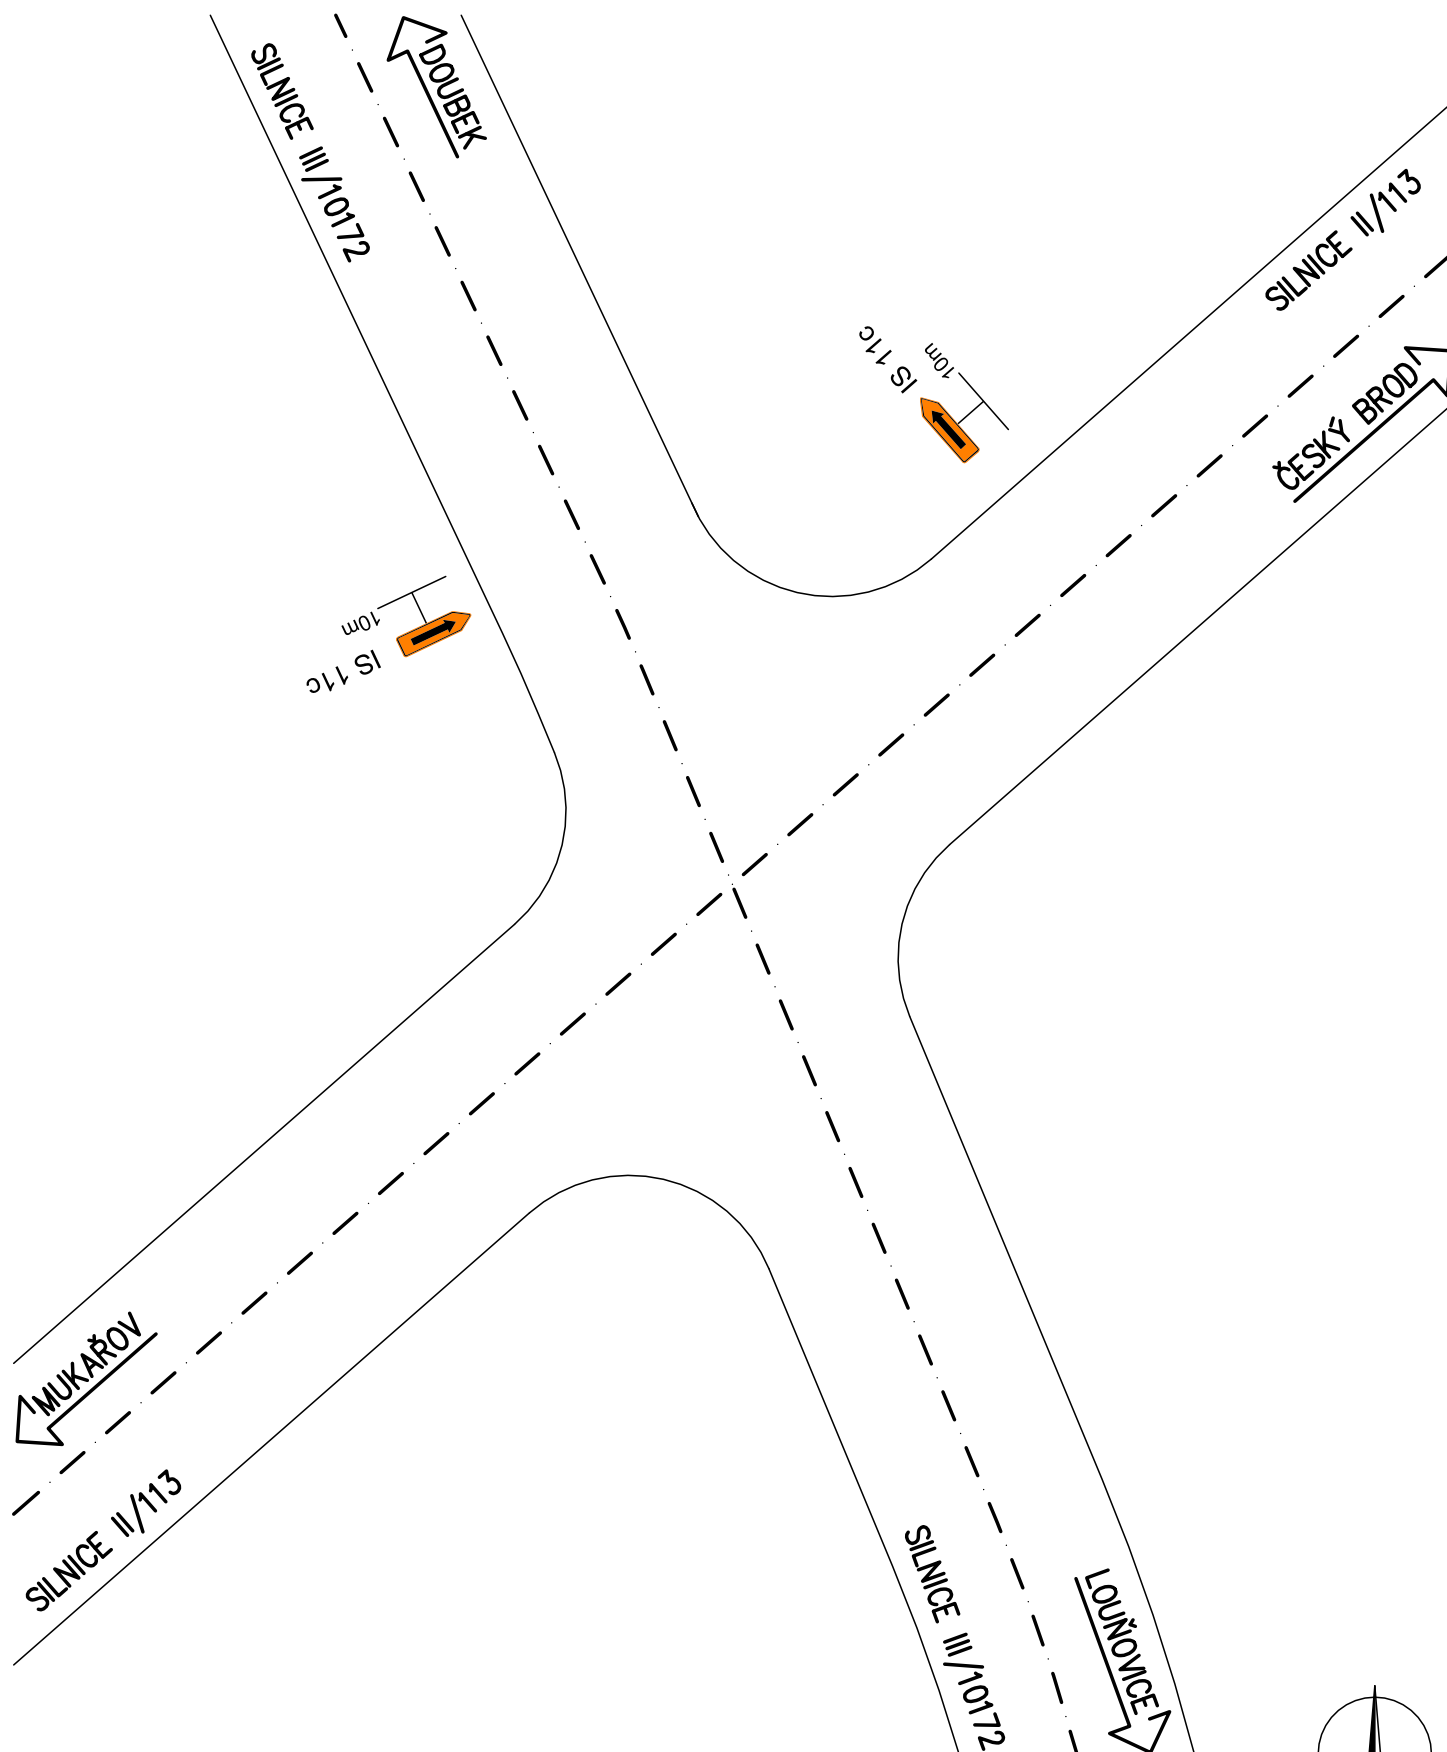 SILNICE III/10172
DOUBEK
SILNICE II/113
ČESKÝ BROD
IS 11c
10m
10m
IS 11c
MUKAŘOV
SILNICE II/113
SILNICE III/10172
LOUŇOVICE